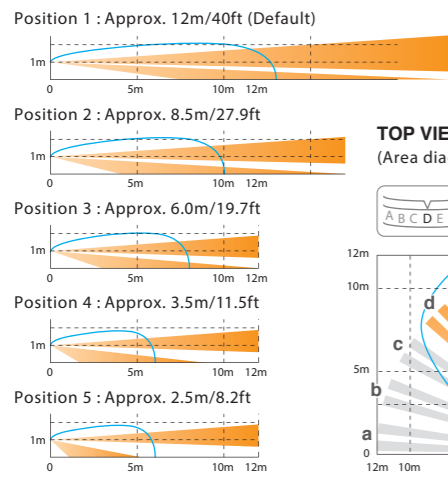 Position 1 : Approx. 12m/40ft (Default)
1m
0 5m 10m 12m
Position 2 : Approx. 8.5m/27.9ft
1m
0 5m 10m 12m
Position 3 : Approx. 6.0m/19.7ft
1m
0 5m 10m 12m
Position 4 : Approx. 3.5m/11.5ft
1m
0 5m 10m 12m
Position 5 : Approx. 2.5m/8.2ft
1m
0 5m 10m 12m
TOP VIE
(Area dia
A B C D E
12m
10m
d
c
5m
b
a
0
12m 10m